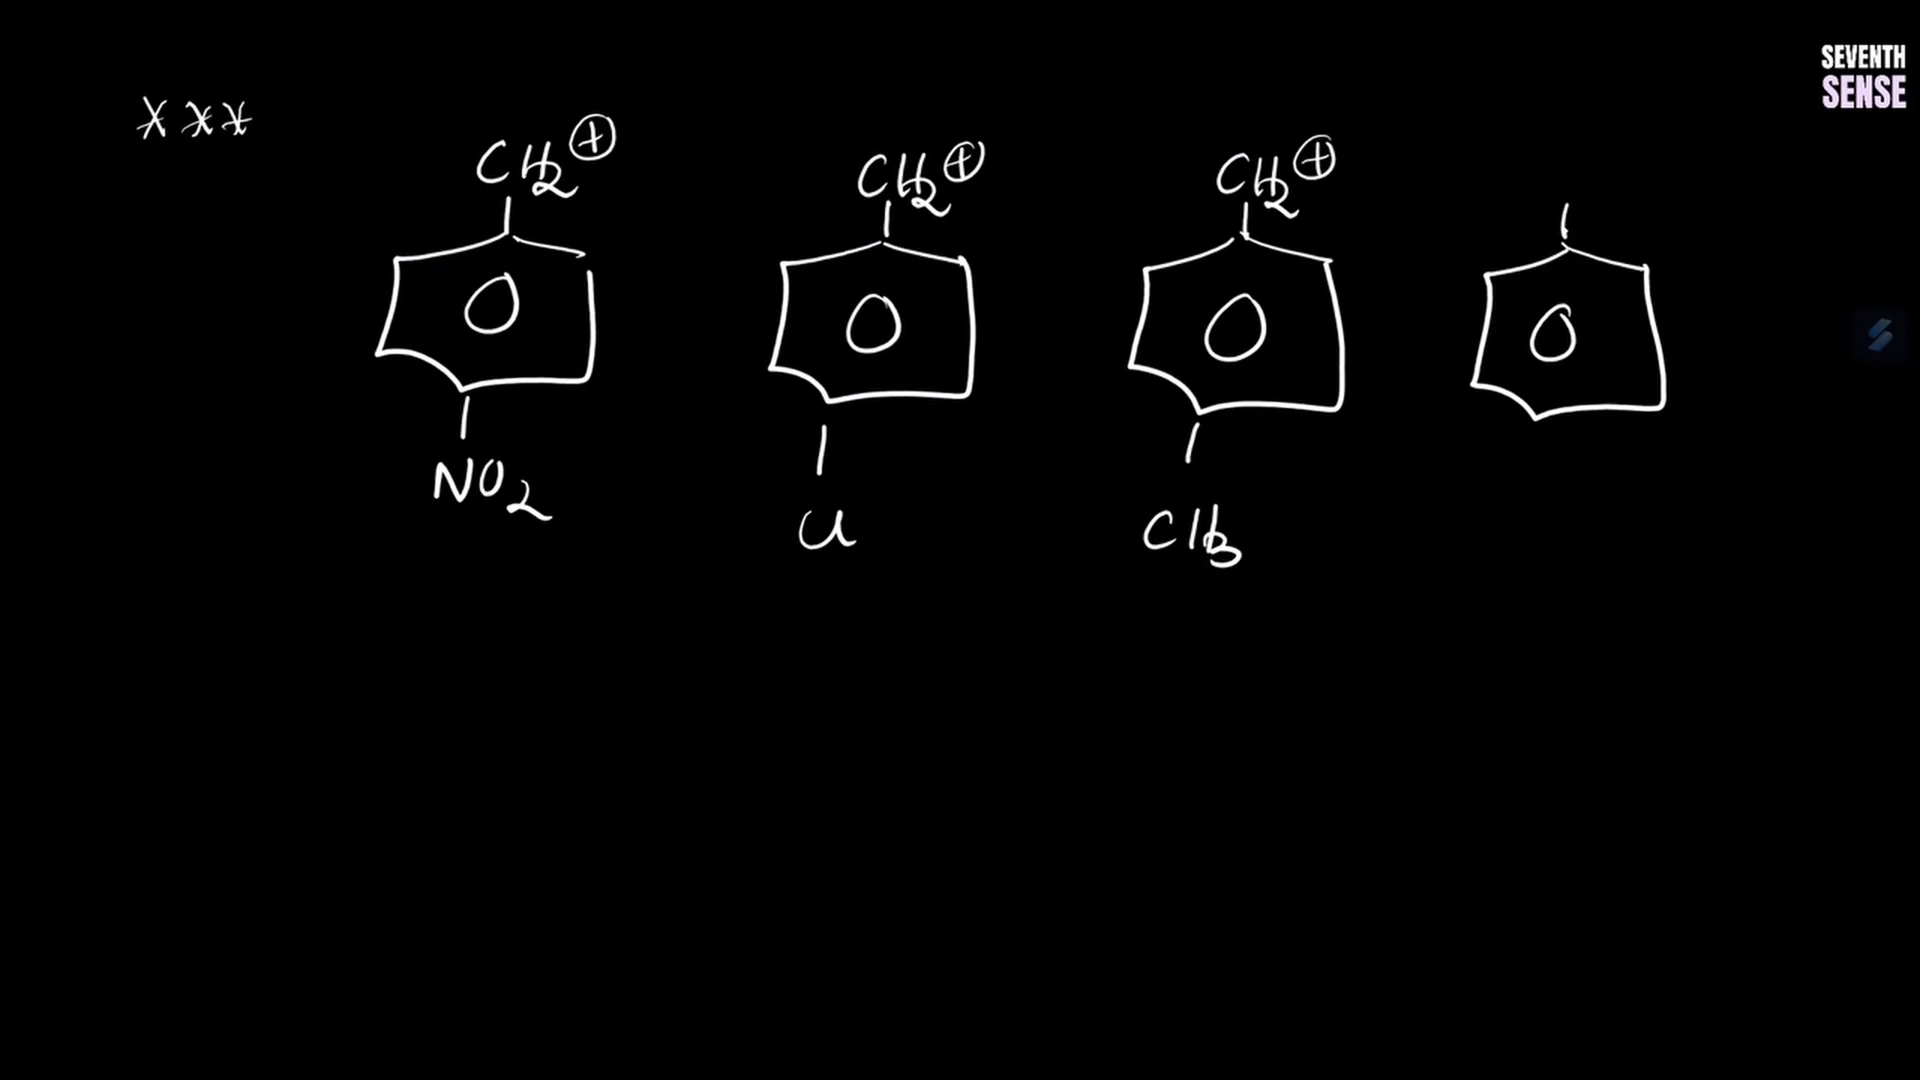 SEVENTH
SENSE
***
CH₂⊕ CH₂⊕ CH₂⊕
NO₂ Cl CH₃